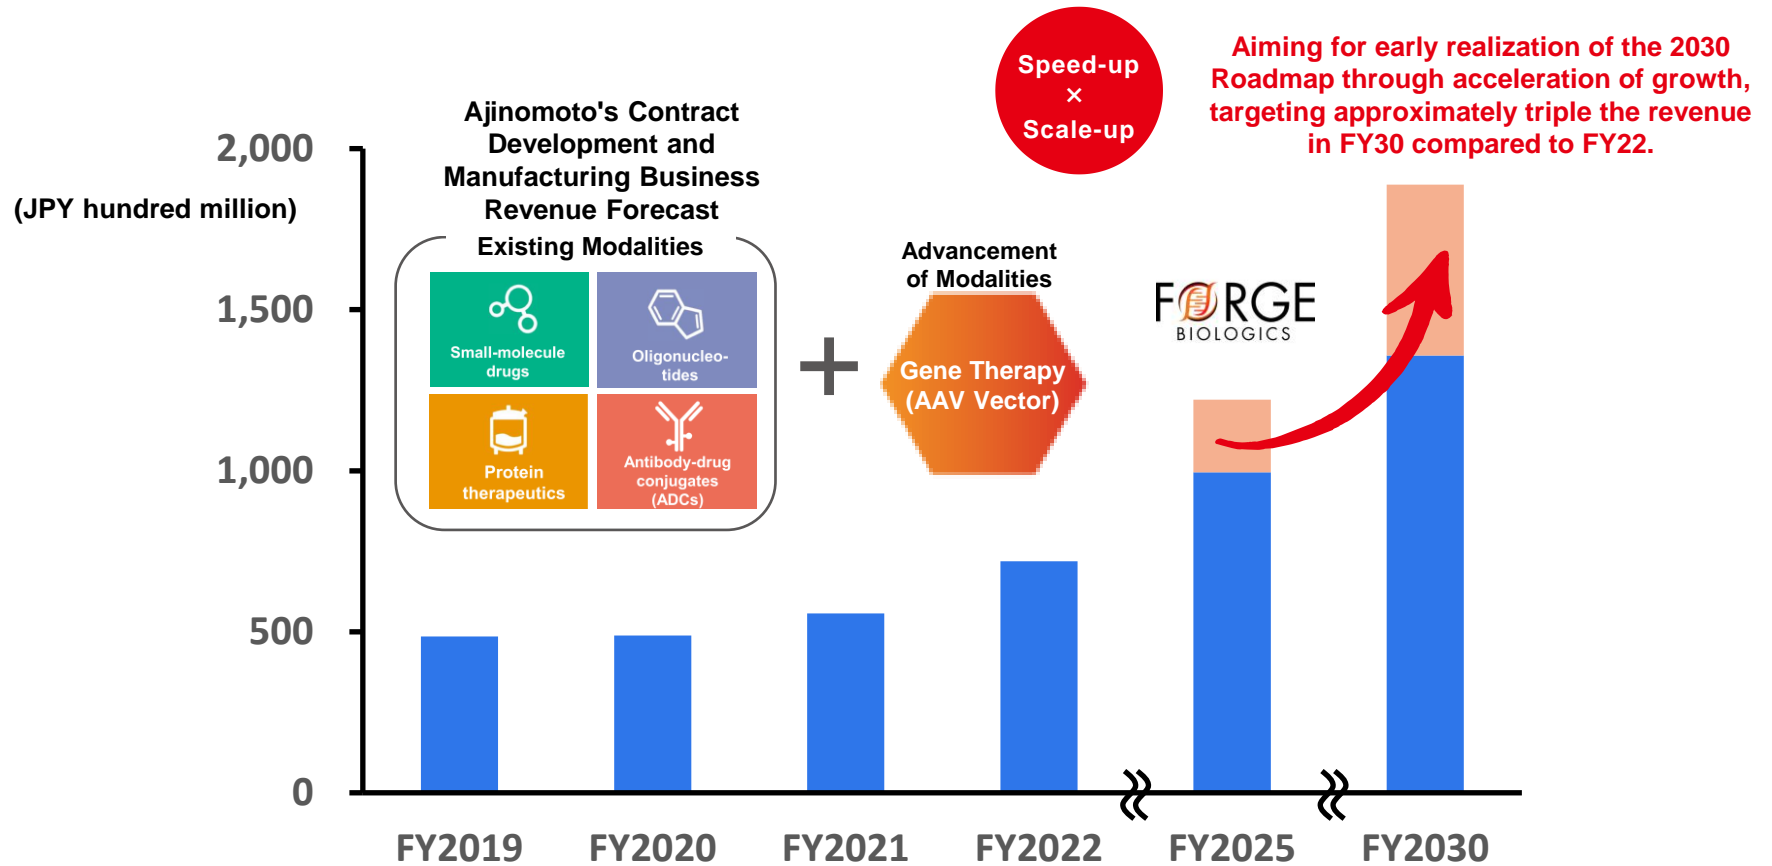 Speed-up
×
Scale-up
Aiming for early realization of the 2030
Roadmap through acceleration of growth,
targeting approximately triple the revenue
in FY30 compared to FY22.
Ajinomoto's Contract
Development and
Manufacturing Business
Revenue Forecast
2,000
(JPY hundred million)
1,500
1,000
500
0
Existing Modalities
Small-molecule
drugs
Oligonucleo-
tides
Protein
therapeutics
Antibody-drug
conjugates
(ADCs)
+
Advancement
of Modalities
Gene Therapy
(AAV Vector)
FORGE
BIOLOGICS
FY2019
FY2020
FY2021
FY2022
FY2025
FY2030